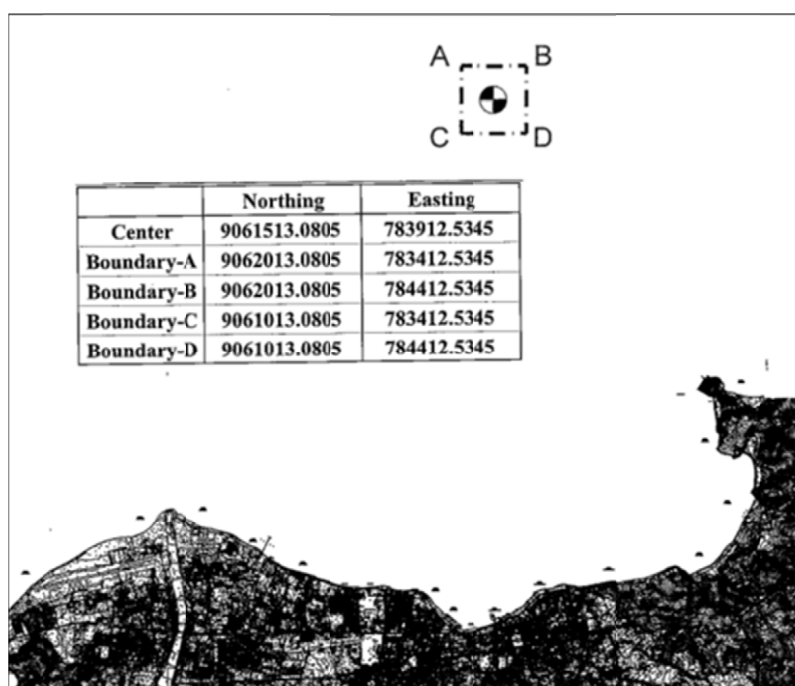 A B
C D
Northing Easting
Center 9061513.0805 783912.5345
Boundary-A 9062013.0805 783412.5345
Boundary-B 9062013.0805 784412.5345
Boundary-C 9061013.0805 783412.5345
Boundary-D 9061013.0805 784412.5345